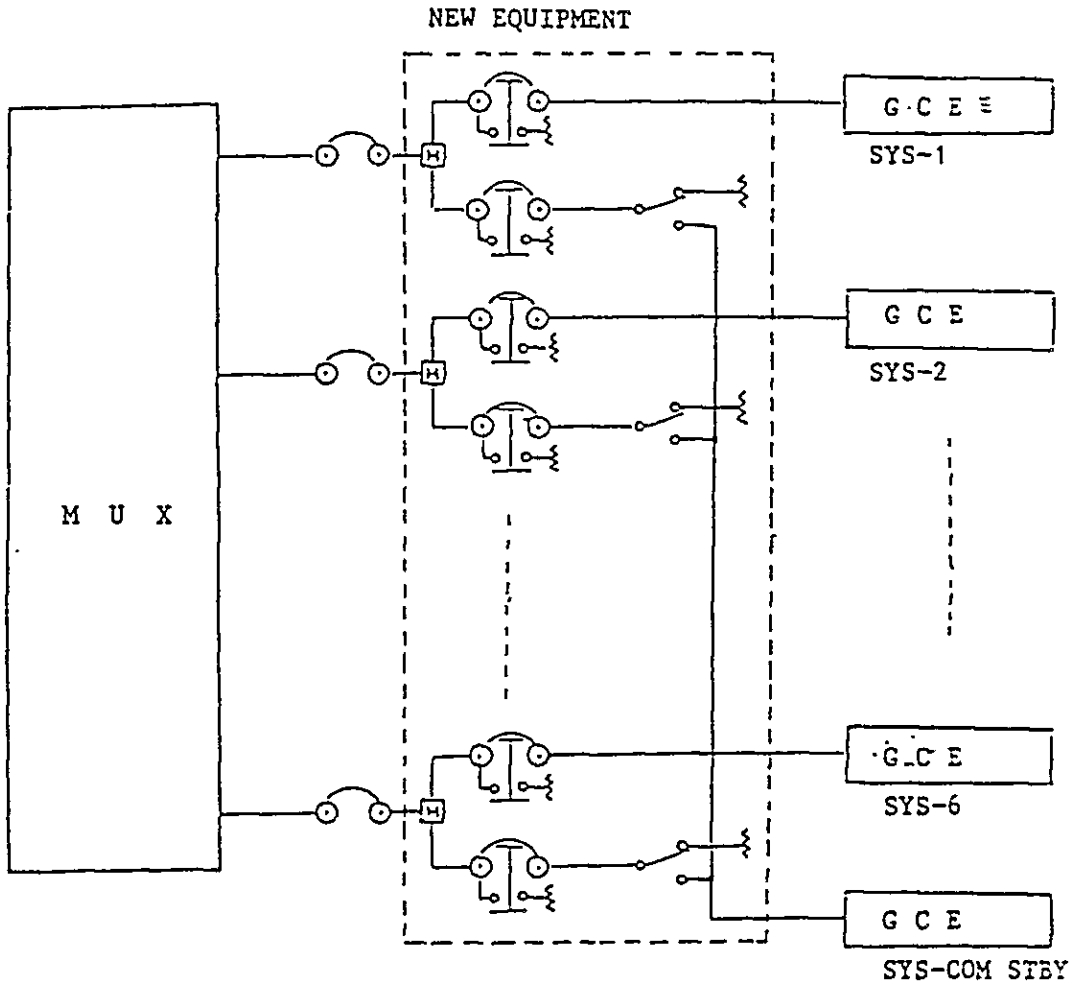 NEW EQUIPMENT
G C E
SYS-1
G C E
SYS-2
M U X
H
H
H
G C E
SYS-6
G C E
SYS-COM STBY